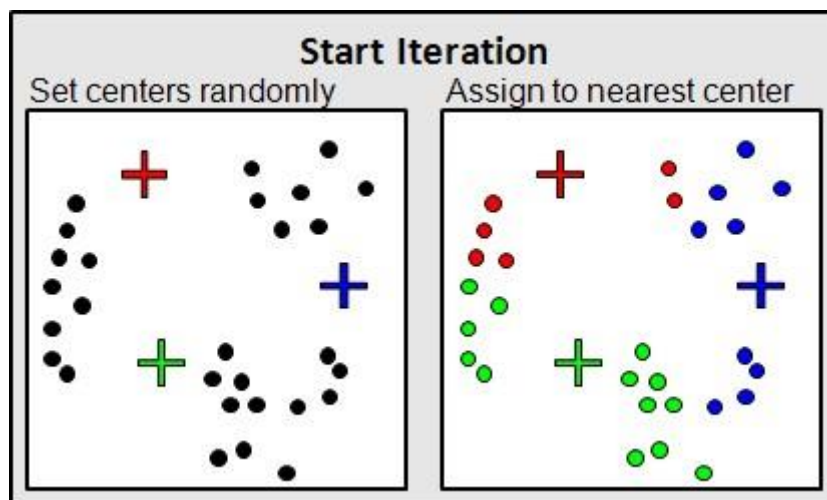 Start Iteration
Set centers randomly
Assign to nearest center